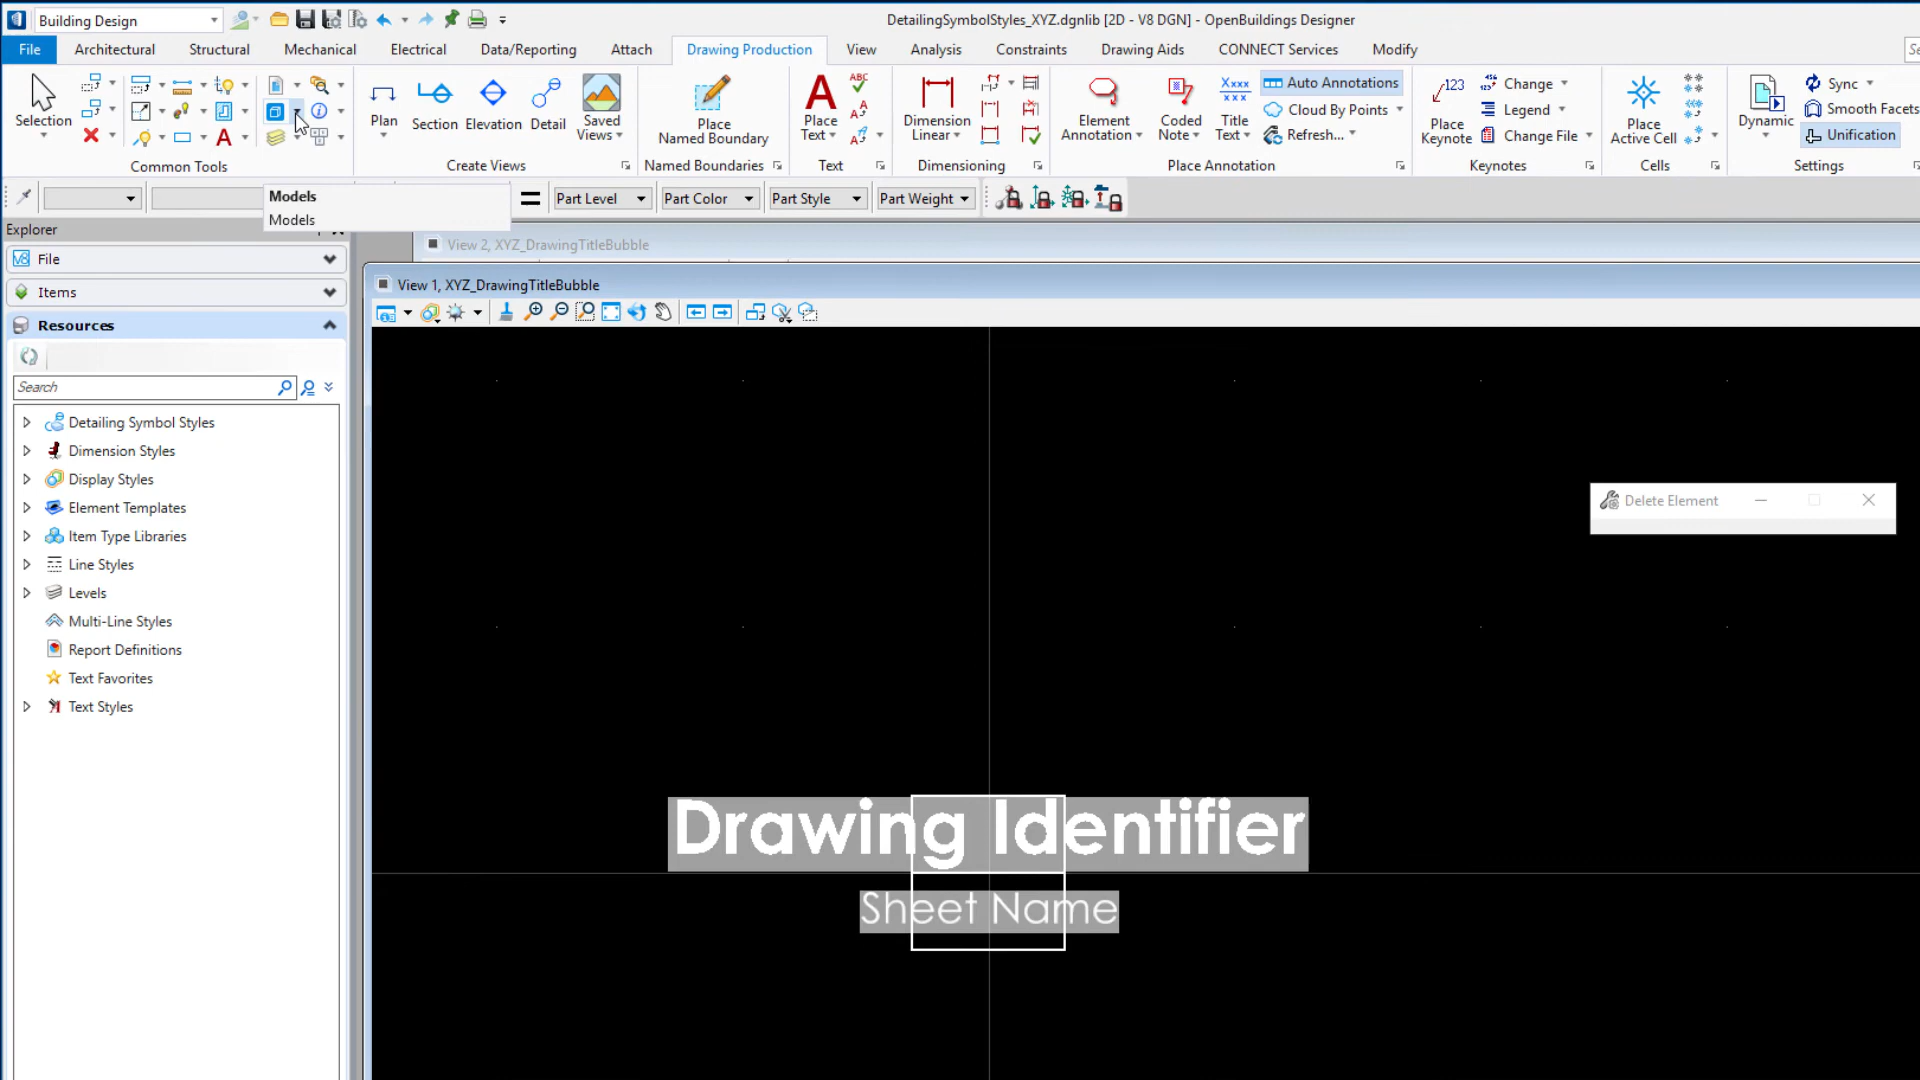 Building Design
DetailingSymbolStyles_XYZ.dgnlib [2D - V8 DGN] - OpenBuildings Designer
File
Architectural
Structural
Mechanical
Electrical
Data/Reporting
Attach
Drawing Production
View
Analysis
Constraints
Drawing Aids
CONNECT Services
Modify
Selection
Common Tools
Plan
Section
Elevation
Detail
Saved
Views
Create Views
Place
Named Boundary
Named Boundaries
Place
Text
ABC
Text
Dimension
Linear
Dimensioning
Element
Annotation
Coded
Note
Title
Text
Auto Annotations
Cloud By Points
Refresh...
Place Annotation
Place
Keynote
Change
Legend
Change File
Keynotes
Place
Active Cell
Cells
Dynamic
Sync
Smooth Facets
Unification
Settings
Models
Models
Part Level
Part Color
Part Style
Part Weight
Explorer
File
Items
Resources
Search
Detailing Symbol Styles
Dimension Styles
Display Styles
Element Templates
Item Type Libraries
Line Styles
Levels
Multi-Line Styles
Report Definitions
Text Favorites
Text Styles
View 2, XYZ_DrawingTitleBubble
View 1, XYZ_DrawingTitleBubble
Delete Element
Drawing Identifier
Sheet Name